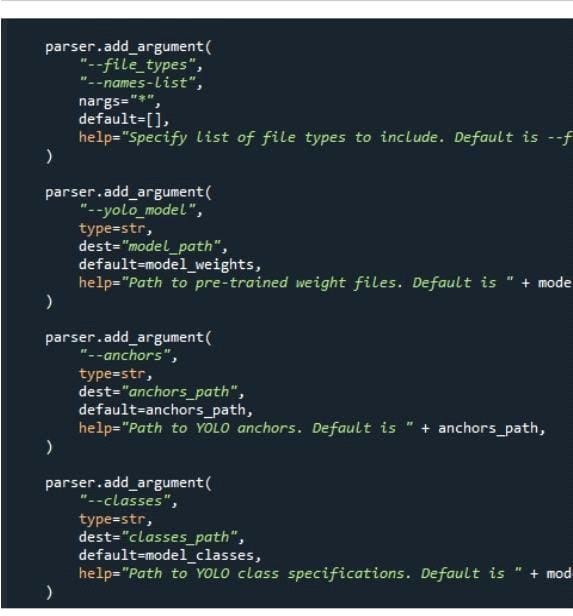 parser.add_argument(
"--file_types",
"--names-list",
nargs="*",
default=[],
help="Specify list of file types to include. Default is --f
)
parser.add_argument(
"--yolo_model",
type=str,
dest="model_path",
default=model_weights,
help="Path to pre-trained weight files. Default is " + mode
)
parser.add_argument(
"--anchors",
type=str,
dest="anchors_path",
default=anchors_path,
help="Path to YOLO anchors. Default is " + anchors_path,
)
parser.add_argument(
"--classes",
type=str,
dest="classes_path",
default=model_classes,
help="Path to YOLO class specifications. Default is " + mod
)